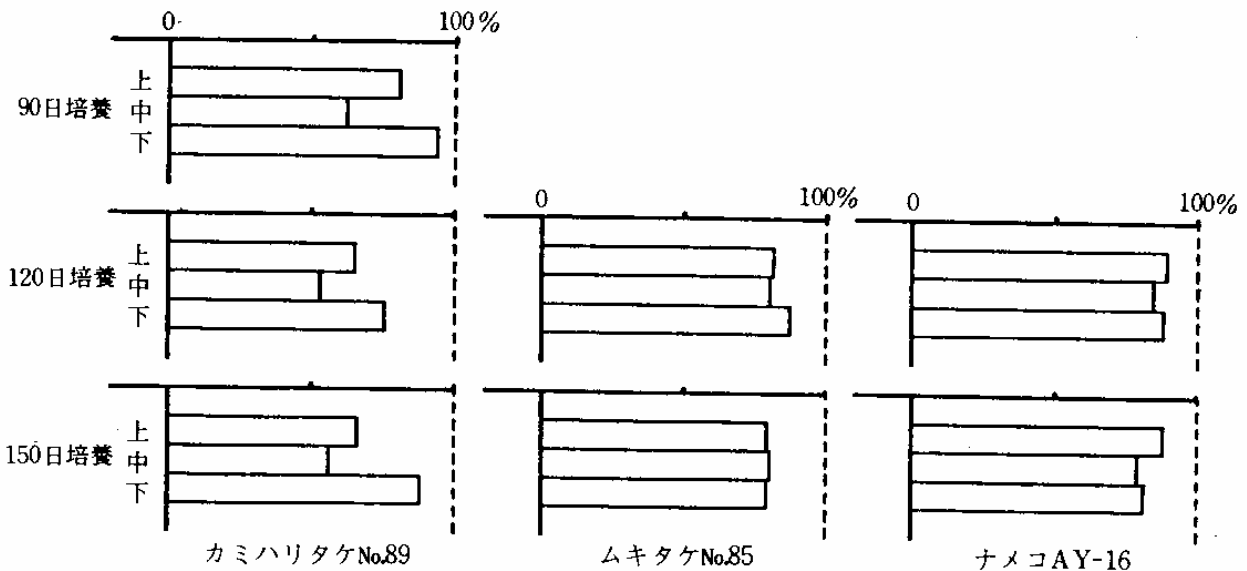 0 100%
90日培養
上
中
下
0 100% 0 100%
120日培養
上
中
下
150日培養
上
中
下
カミハリタケNo.89 ムキタケNo.85 ナメコAY-16